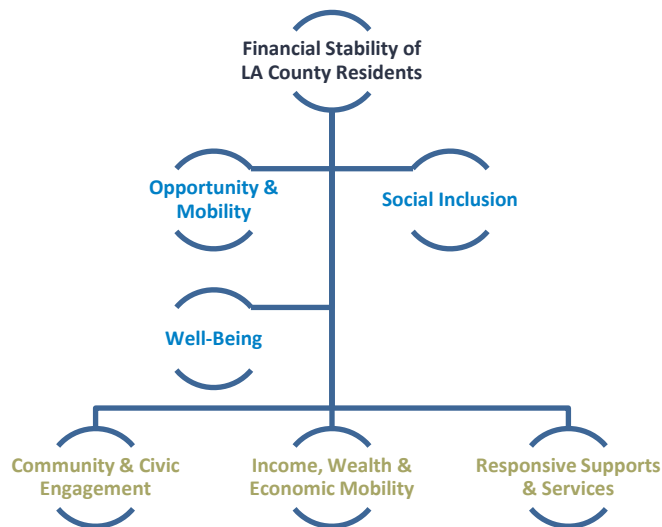 Financial Stability of
LA County Residents
Opportunity &
Mobility
Social Inclusion
Well-Being
Community & Civic
Engagement
Income, Wealth &
Economic Mobility
Responsive Supports
& Services